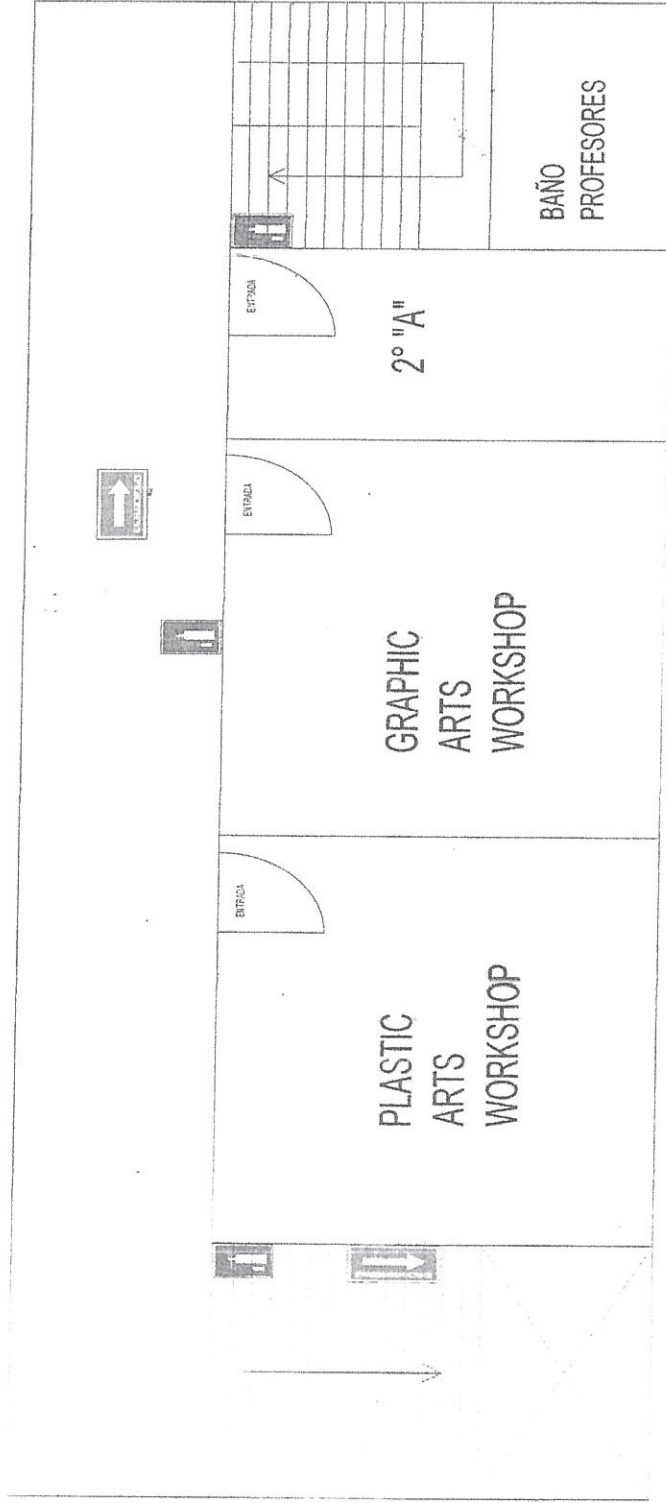 BAÑO
PROFESORES
ENTRADA
2° "A"
ENTRADA
GRAPHIC
ARTS
WORKSHOP
ENTRADA
PLASTIC
ARTS
WORKSHOP